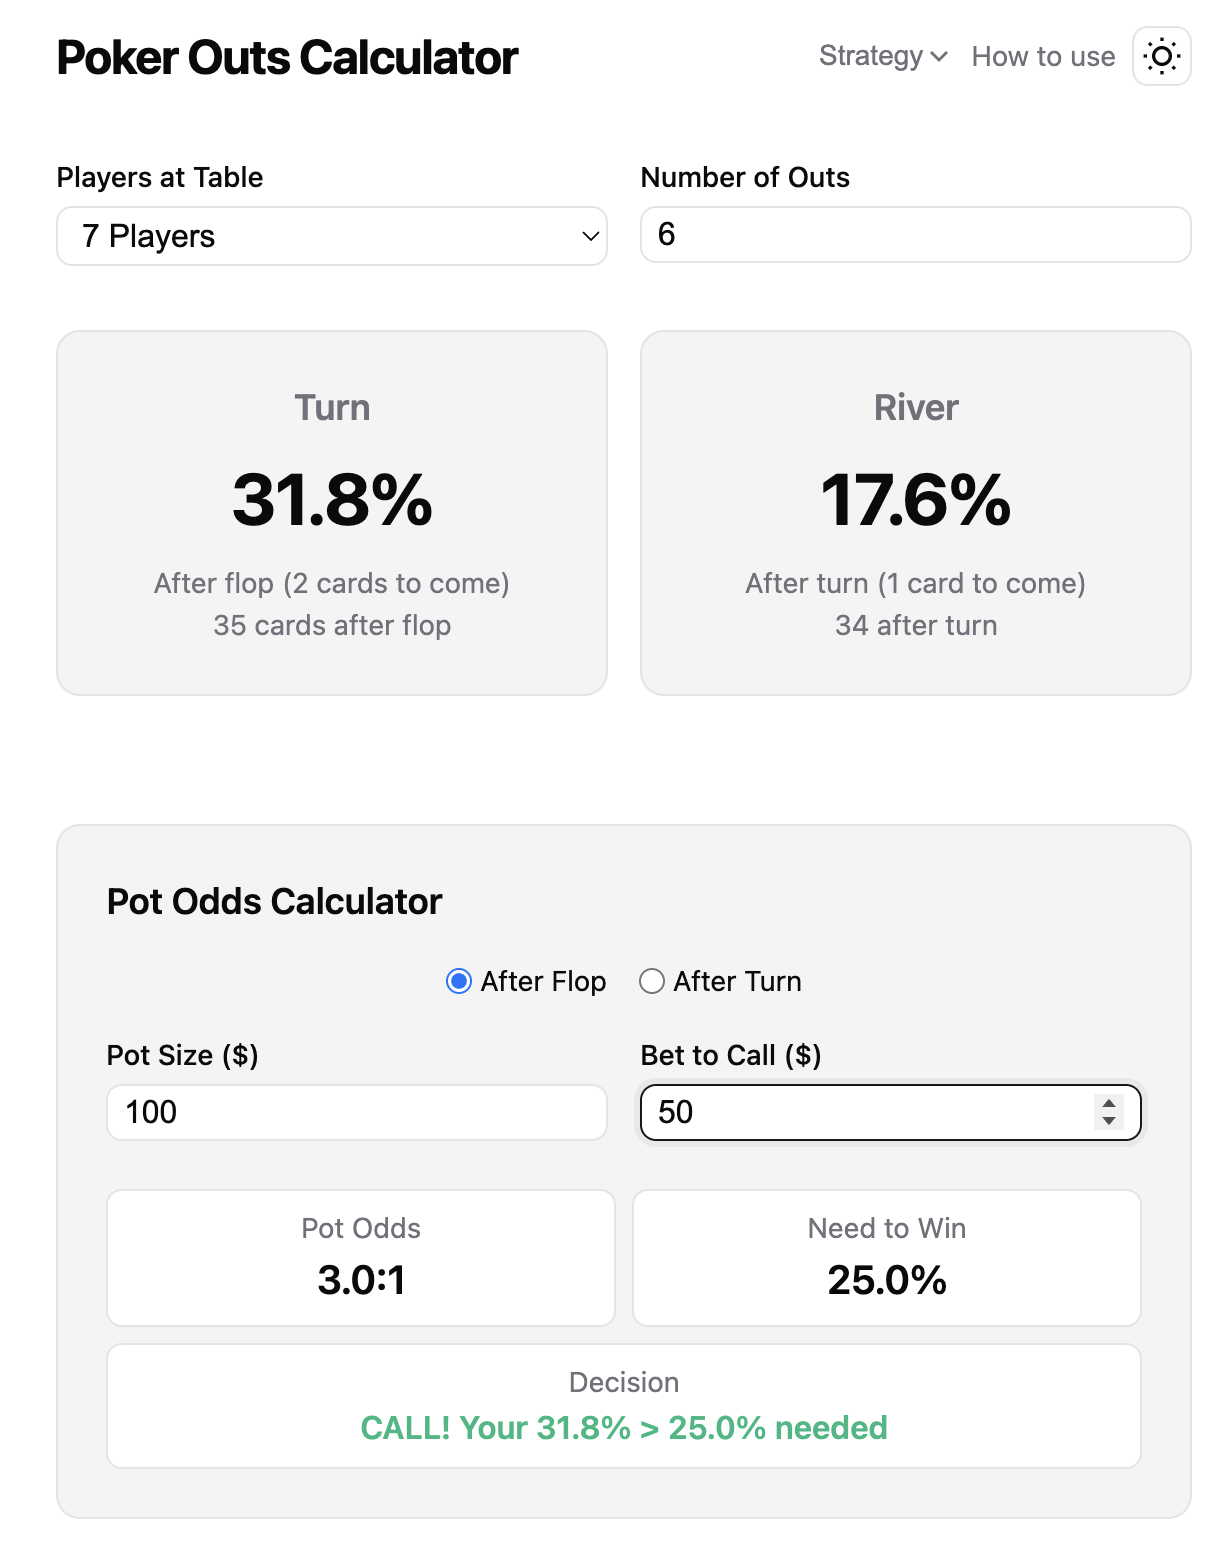 Poker Outs Calculator
Strategy
How to use
Players at Table
7 Players
Number of Outs
6
Turn
31.8%
After flop (2 cards to come)
35 cards after flop
River
17.6%
After turn (1 card to come)
34 after turn
Pot Odds Calculator
After Flop
After Turn
Pot Size ($)
100
Bet to Call ($)
50
Pot Odds
3.0:1
Need to Win
25.0%
Decision
CALL! Your 31.8% > 25.0% needed